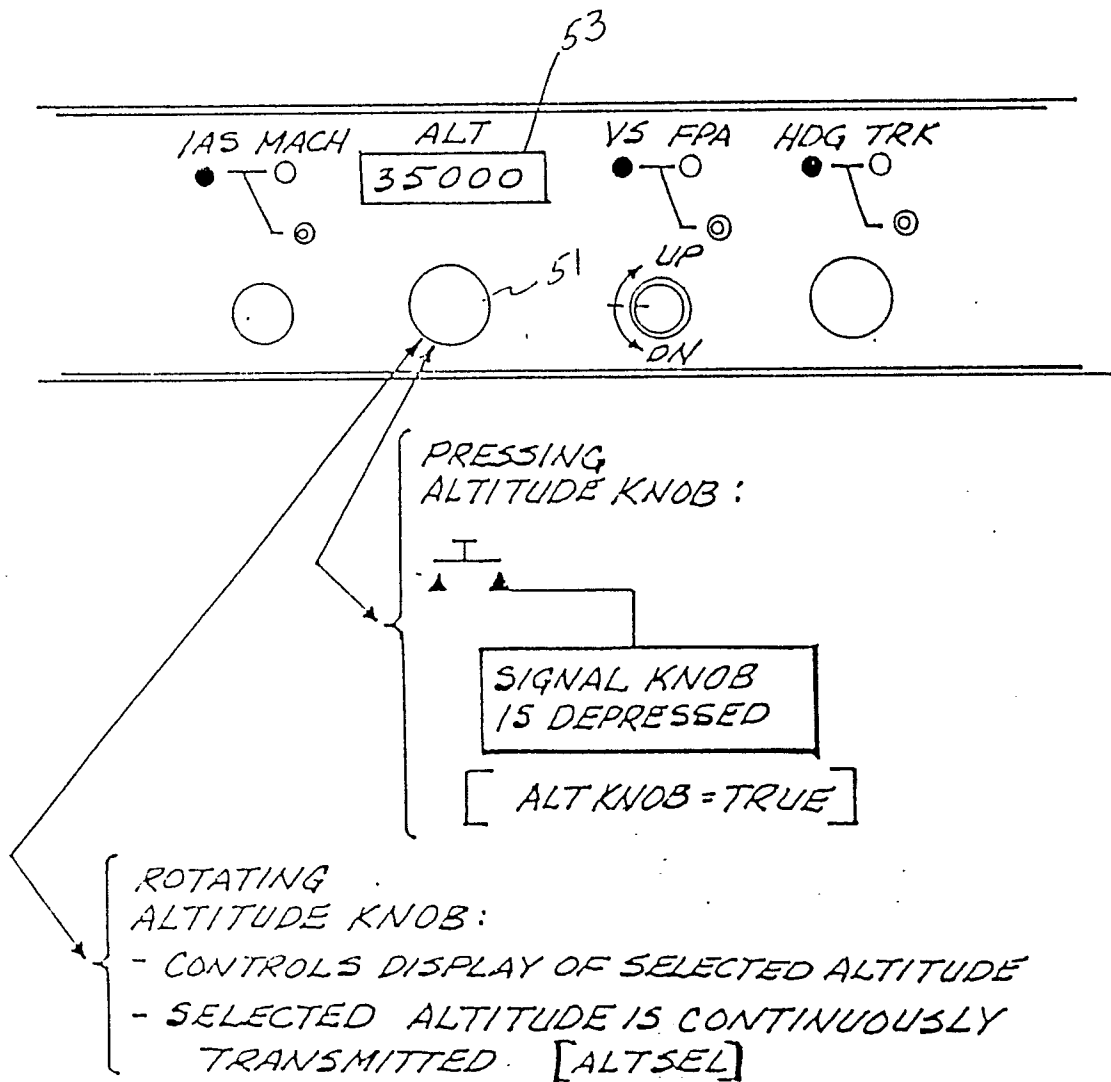 53
IAS MACH ALT VS FPA HDG TRK
35000
51
UP
DN
PRESSING
ALTITUDE KNOB:
SIGNAL KNOB
IS DEPRESSED
[ ALT KNOB = TRUE ]
ROTATING
ALTITUDE KNOB:
- CONTROLS DISPLAY OF SELECTED ALTITUDE
- SELECTED ALTITUDE IS CONTINUOUSLY
TRANSMITTED. [ALTSEL]